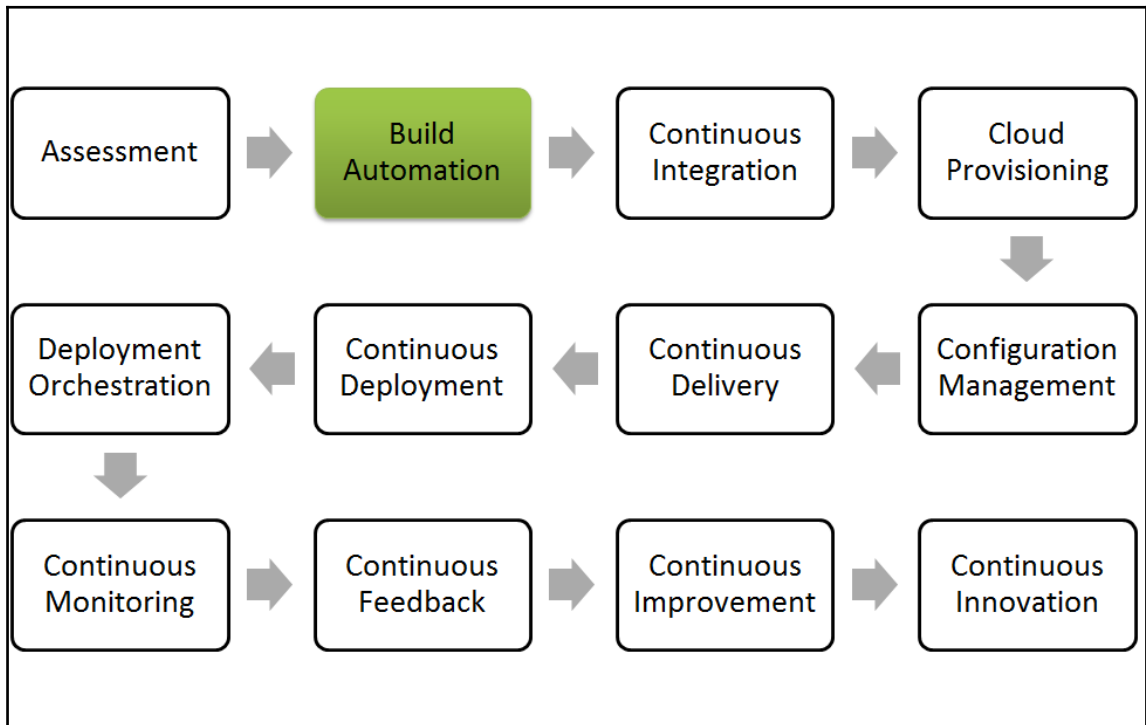 Assessment
Build
Automation
Continuous
Integration
Cloud
Provisioning
Deployment
Orchestration
Continuous
Deployment
Continuous
Delivery
Configuration
Management
Continuous
Monitoring
Continuous
Feedback
Continuous
Improvement
Continuous
Innovation